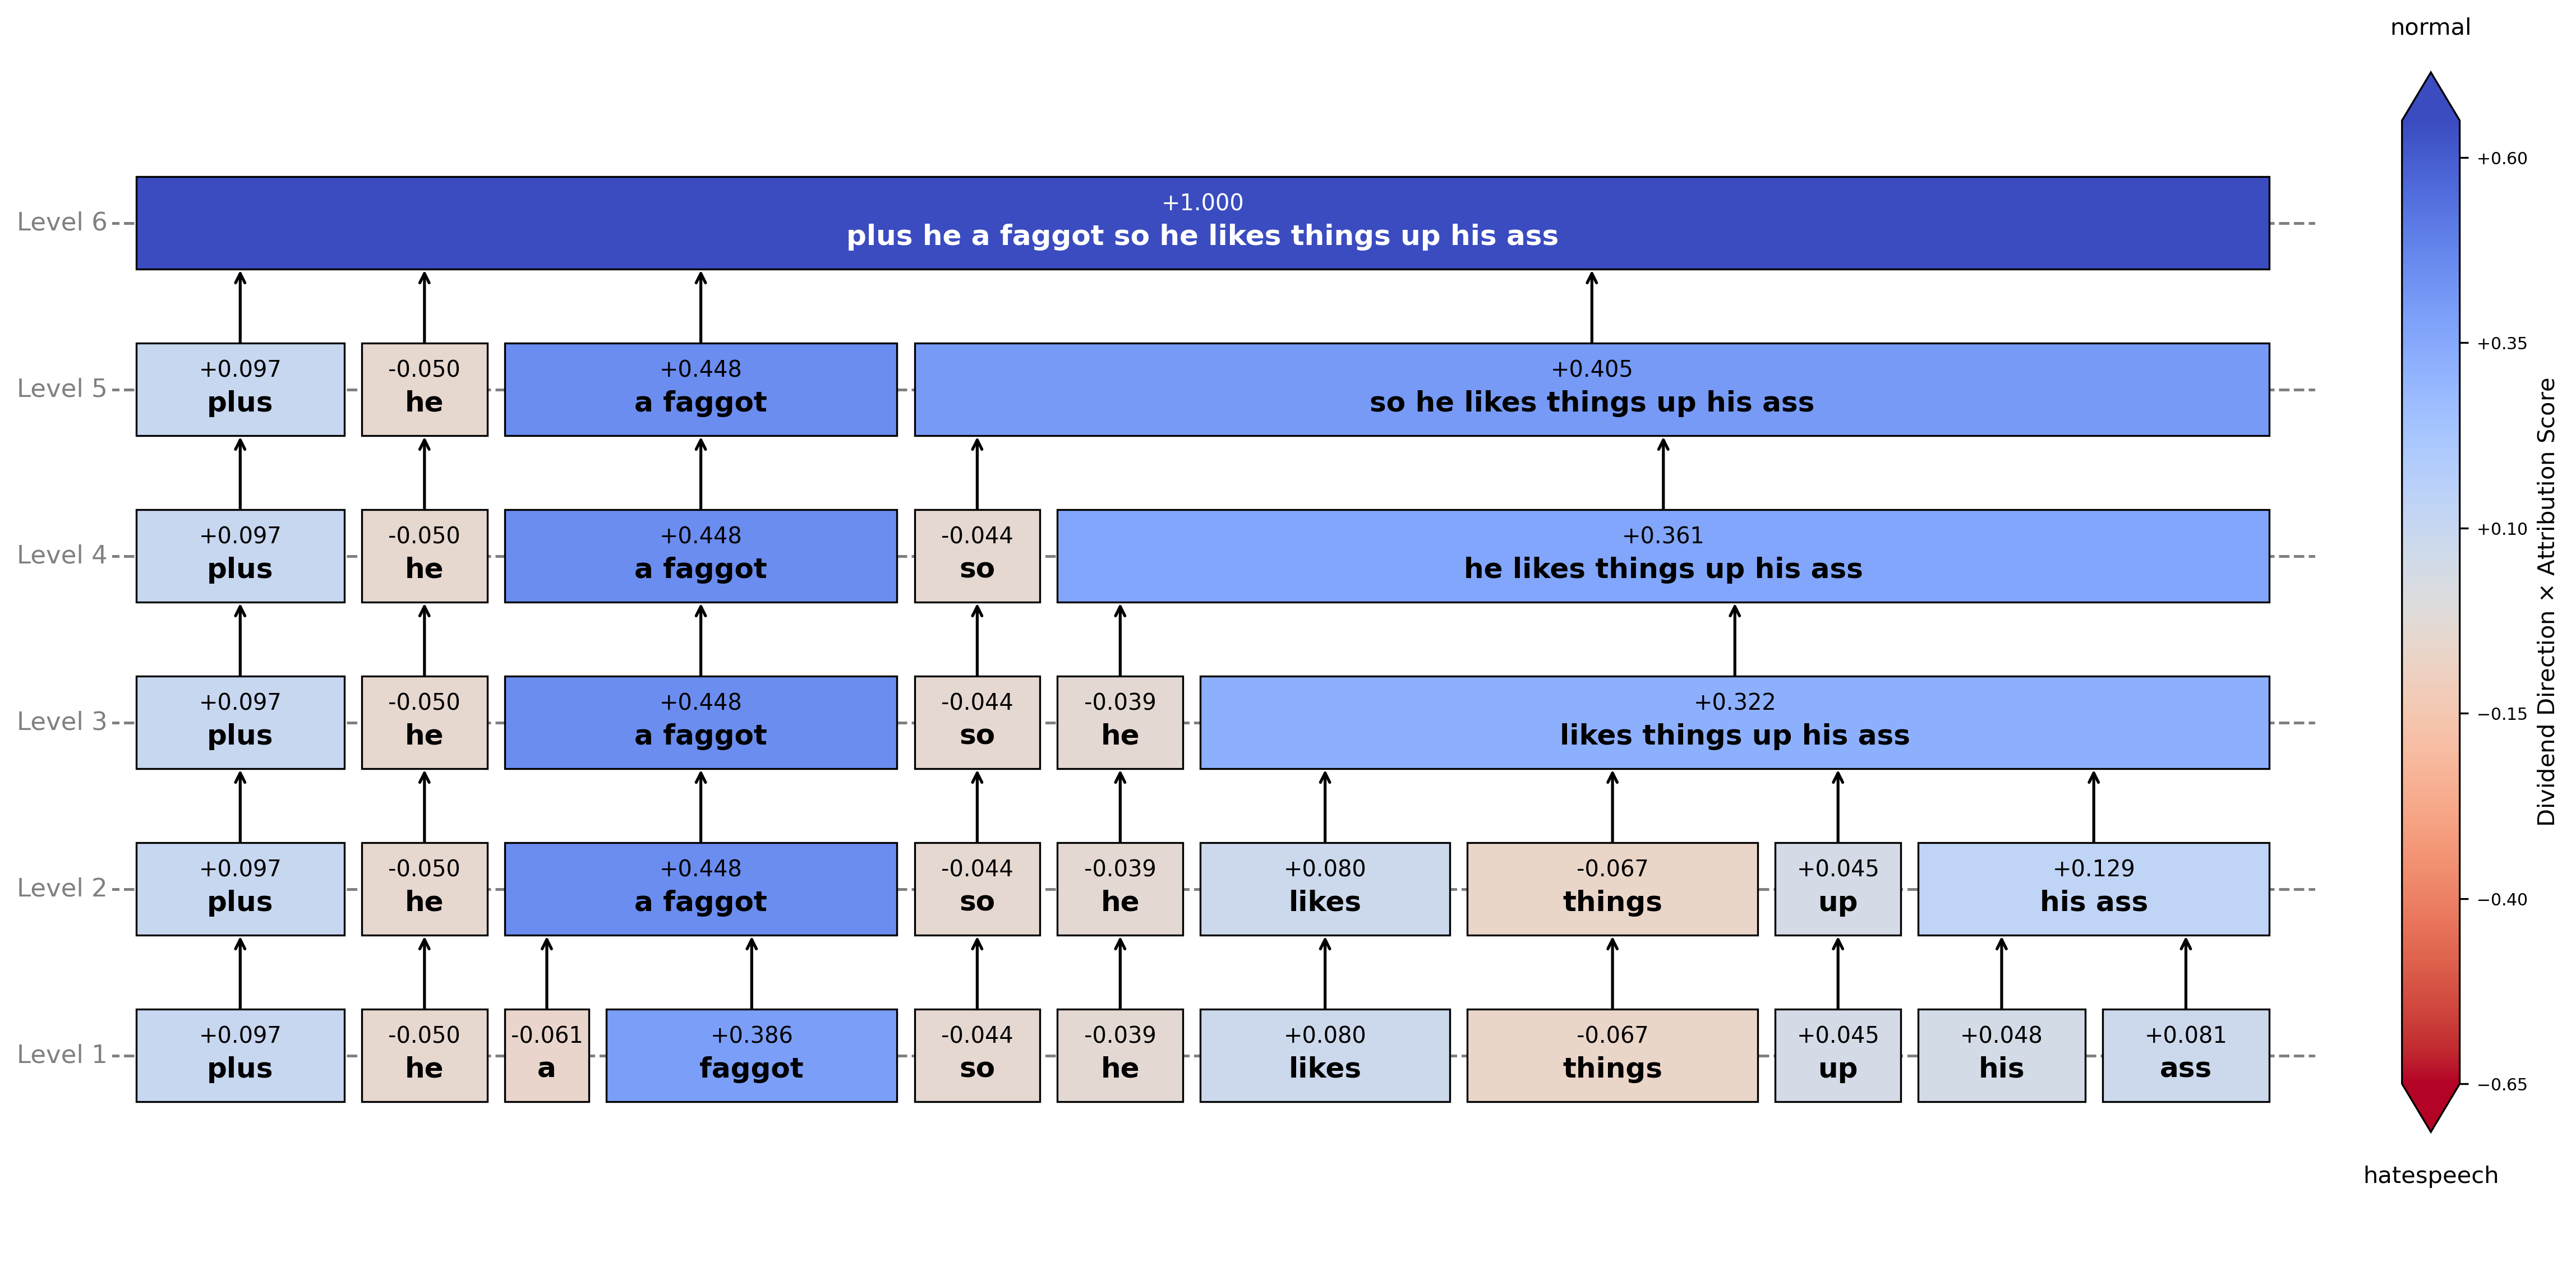 normal
+1.000
Level 6
plus he a faggot so he likes things up his ass
+0.097 -0.050 +0.448 +0.405
Level 5
plus he a faggot so he likes things up his ass
+0.097 -0.050 +0.448 -0.044 +0.361
Level 4
plus he a faggot so he likes things up his ass
+0.097 -0.050 +0.448 -0.044 -0.039 +0.322
Level 3
plus he a faggot so he likes things up his ass
+0.097 -0.050 +0.448 -0.044 -0.039 +0.080 -0.067 +0.045 +0.129
Level 2
plus he a faggot so he likes things up his ass
+0.097 -0.050 -0.061 +0.386 -0.044 -0.039 +0.080 -0.067 +0.045 +0.048 +0.081
Level 1
plus he a faggot so he likes things up his ass
+0.60
+0.35
+0.10
−0.15
−0.40
−0.65
Dividend Direction × Attribution Score
hatespeech